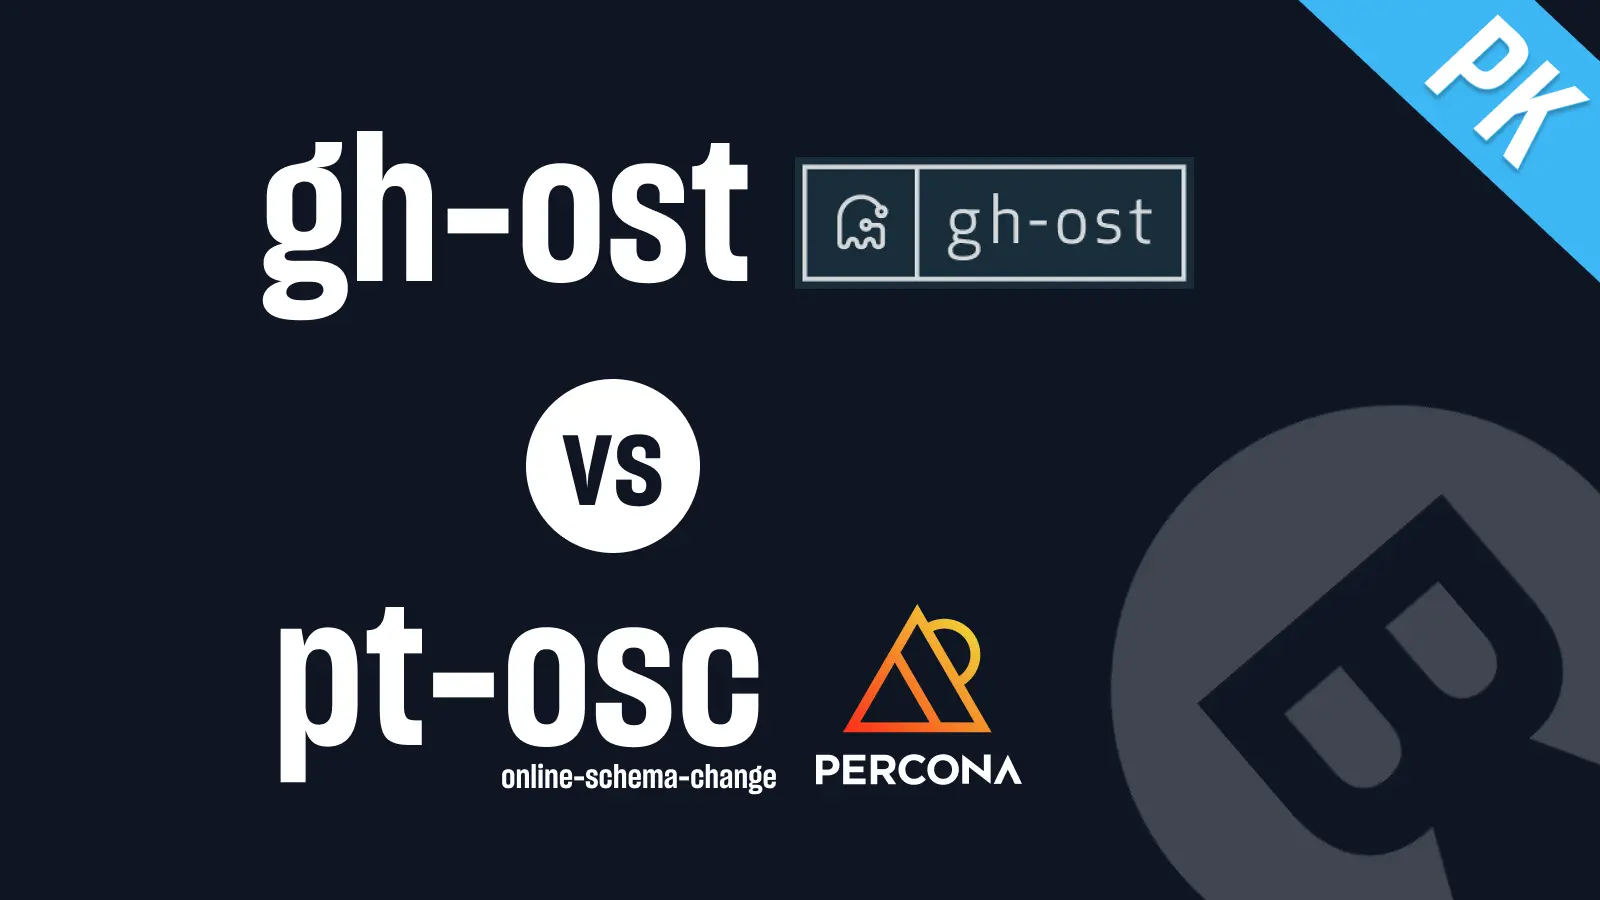 PK
gh-ost
gh-ost
VS
pt-osc
online-schema-change
PERCONA